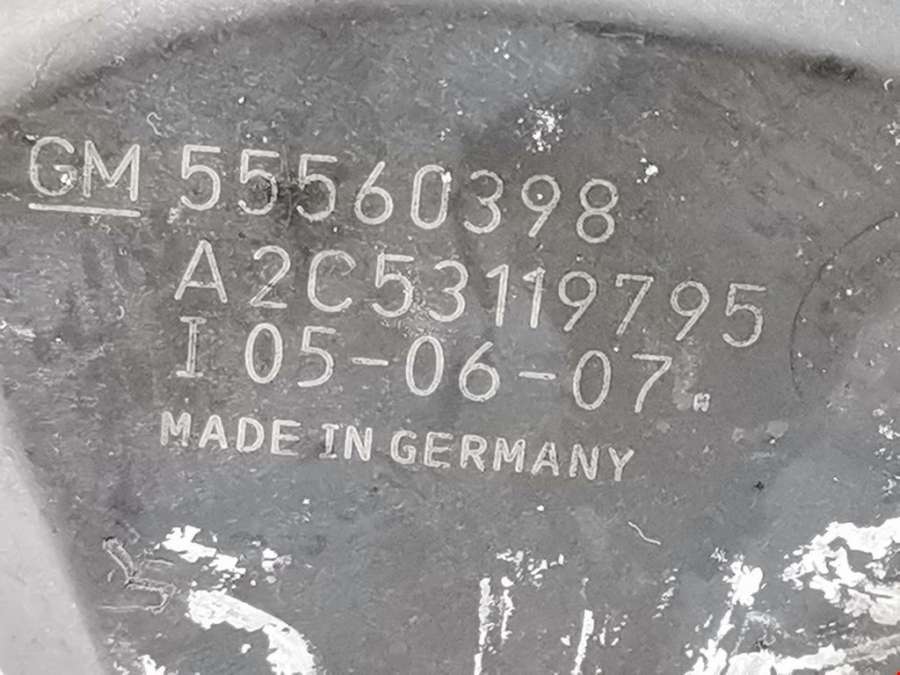 GM 55560398
A2C53119795
I 05-06-07
MADE IN GERMANY